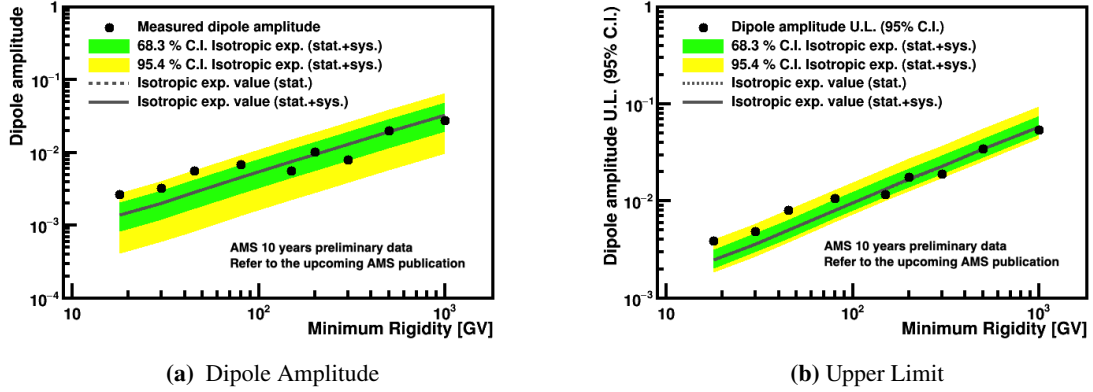 Dipole amplitude
1
10⁻¹
10⁻²
10⁻³
10⁻⁴
Measured dipole amplitude
68.3 % C.I. Isotropic exp. (stat.+sys.)
95.4 % C.I. Isotropic exp. (stat.+sys.)
Isotropic exp. value (stat.)
Isotropic exp. value (stat.+sys.)
AMS 10 years preliminary data
Refer to the upcoming AMS publication
10
10²
10³
Minimum Rigidity [GV]
(a) Dipole Amplitude
Dipole amplitude U.L. (95% C.I.)
1
10⁻¹
10⁻²
10⁻³
Dipole amplitude U.L. (95% C.I.)
68.3 % C.I. Isotropic exp. (stat.+sys.)
95.4 % C.I. Isotropic exp. (stat.+sys.)
Isotropic exp. value (stat.)
Isotropic exp. value (stat.+sys.)
AMS 10 years preliminary data
Refer to the upcoming AMS publication
10
10²
10³
Minimum Rigidity [GV]
(b) Upper Limit